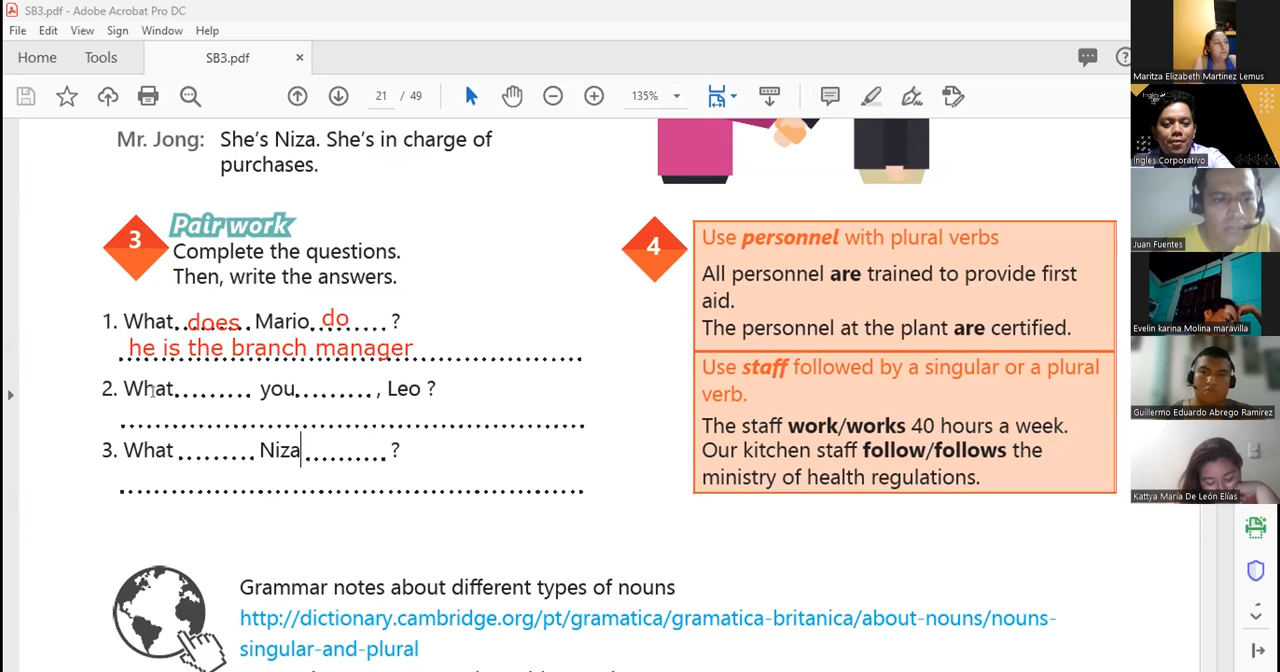 SB3.pdf - Adobe Acrobat Pro DC
File Edit View Sign Window Help
Home Tools SB3.pdf ×
21 / 49 135%
Mr. Jong: She's Niza. She's in charge of
purchases.
3 Pair work
Complete the questions.
Then, write the answers.
1. What does Mario do ?
he is the branch manager
2. What......... you........., Leo ?
3. What ......... Niza.......... ?
4 Use personnel with plural verbs
All personnel are trained to provide first
aid.
The personnel at the plant are certified.
Use staff followed by a singular or a plural
verb.
The staff work/works 40 hours a week.
Our kitchen staff follow/follows the
ministry of health regulations.
Grammar notes about different types of nouns
http://dictionary.cambridge.org/pt/gramatica/gramatica-britanica/about-nouns/nouns-
singular-and-plural
Maritza Elizabeth Martinez Lemus
Ingles Corporativo
Juan Fuentes
Evelin karina Molina maravilla
Guillermo Eduardo Abrego Ramirez
Kattya María De León Elías